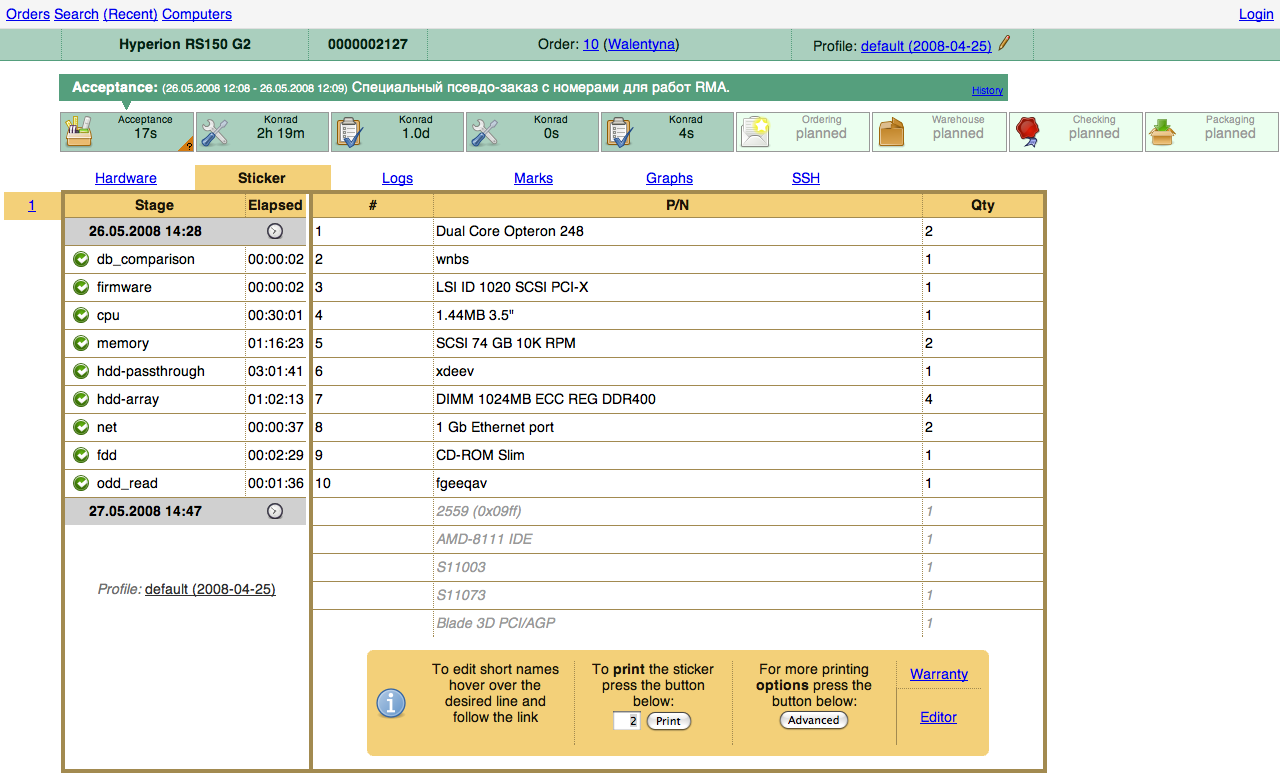 Orders Search (Recent) Computers Login
Hyperion RS150 G2 0000002127 Order: 10 (Walentyna) Profile: default (2008-04-25)
Acceptance: (26.05.2008 12:08 - 26.05.2008 12:09) Специальный псевдо-заказ с номерами для работ RMA. History
Acceptance Konrad Konrad Konrad Konrad Ordering Warehouse Checking Packaging
17s 2h 19m 1.0d 0s 4s planned planned planned planned
?
Hardware Sticker Logs Marks Graphs SSH
1 Stage Elapsed # P/N Qty
26.05.2008 14:28 1 Dual Core Opteron 248 2
db_comparison 00:00:02 2 wnbs 1
firmware 00:00:02 3 LSI ID 1020 SCSI PCI-X 1
cpu 00:30:01 4 1.44MB 3.5" 1
memory 01:16:23 5 SCSI 74 GB 10K RPM 2
hdd-passthrough 03:01:41 6 xdeev 1
hdd-array 01:02:13 7 DIMM 1024MB ECC REG DDR400 4
net 00:00:37 8 1 Gb Ethernet port 2
fdd 00:02:29 9 CD-ROM Slim 1
odd_read 00:01:36 10 fgeeqav 1
27.05.2008 14:47 2559 (0x09ff) 1
AMD-8111 IDE 1
S11003 1
Profile: default (2008-04-25) S11073 1
Blade 3D PCI/AGP 1
To edit short names
hover over the
desired line and
follow the link
To print the sticker
press the button
below:
2 Print
For more printing
options press the
button below:
Advanced
Warranty
Editor